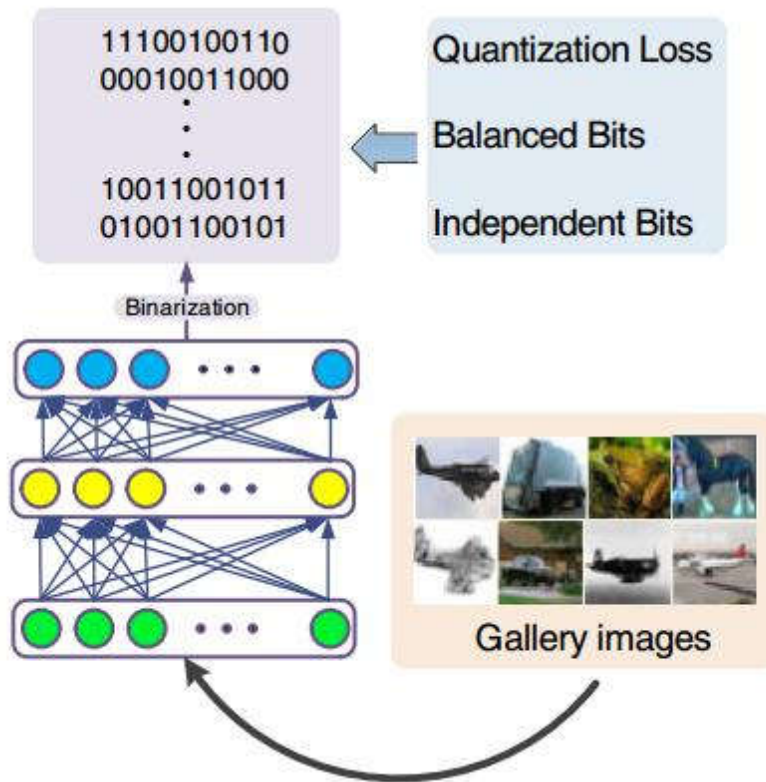 11100100110
00010011000
10011001011
01001100101
Quantization Loss
Balanced Bits
Independent Bits
Binarization
Gallery images